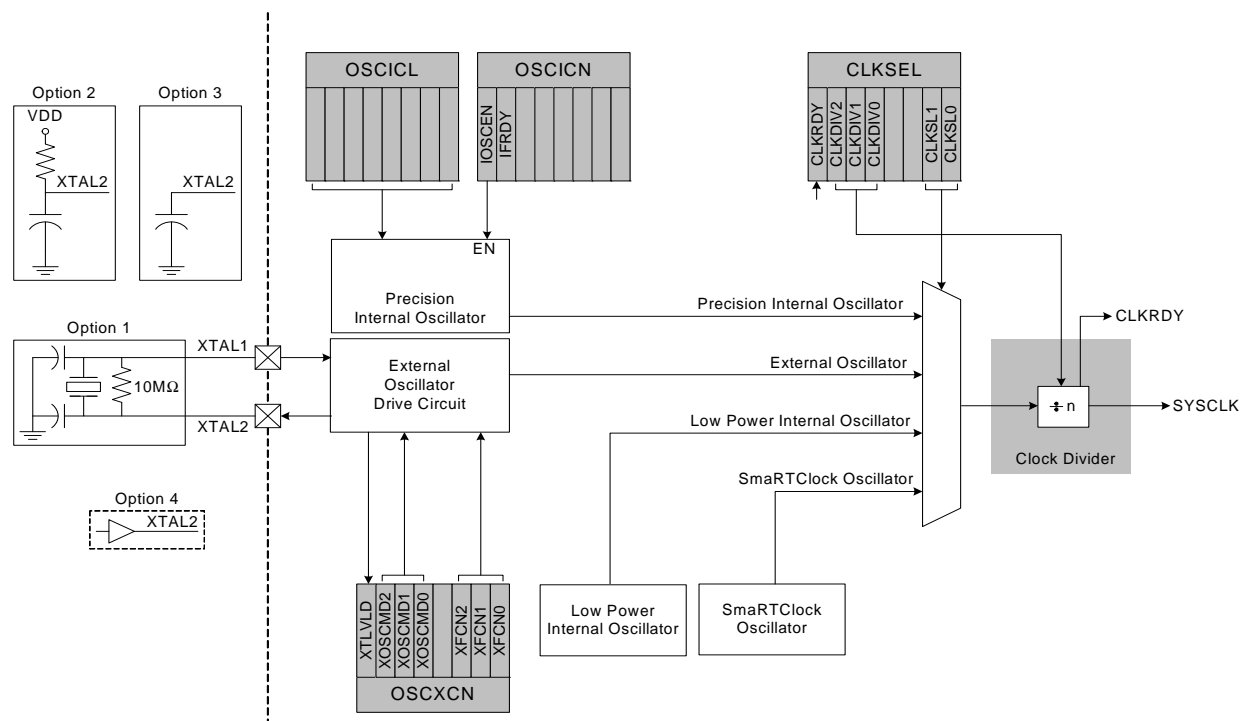 OSCICL
OSCICN
CLKSEL
IOSCEN
IFRDY
CLKRDY
CLKDIV2
CLKDIV1
CLKDIV0
CLKSL1
CLKSL0
Option 2
VDD
XTAL2
Option 3
XTAL2
EN
Precision
Internal Oscillator
Precision Internal Oscillator
CLKRDY
Option 1
XTAL1
10MΩ
XTAL2
External
Oscillator
Drive Circuit
External Oscillator
Low Power Internal Oscillator
SmaRTClock Oscillator
÷ n
SYSCLK
Clock Divider
Option 4
XTAL2
XTLVLD
XOSCMD2
XOSCMD1
XOSCMD0
XFCN2
XFCN1
XFCN0
OSCXCN
Low Power
Internal Oscillator
SmaRTClock
Oscillator